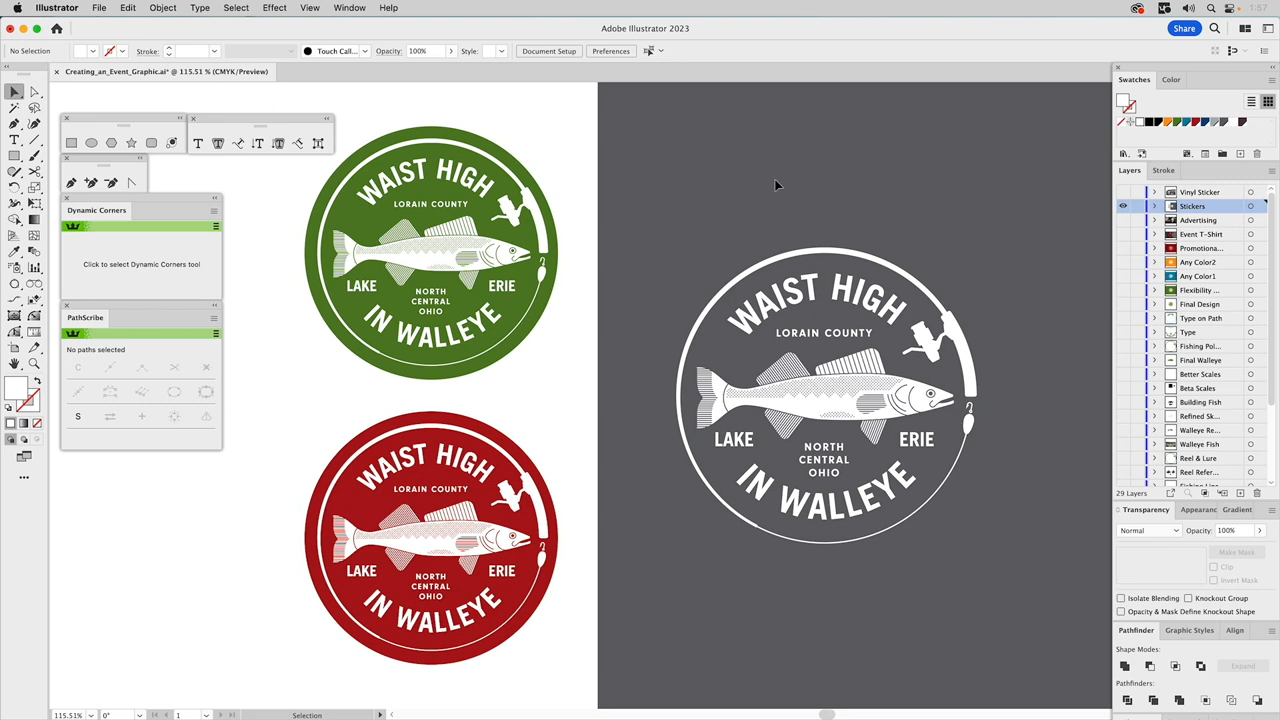 Illustrator File Edit Object Type Select Effect View Window Help
1:57
Adobe Illustrator 2023
Share
No Selection
Stroke:
Touch Call...
Opacity: 100%
Style:
Document Setup
Preferences
Creating_an_Event_Graphic.ai* @ 115.51 % (CMYK/Preview)
Dynamic Corners
Click to select Dynamic Corners tool
PathScribe
No paths selected
WAIST HIGH
LORAIN COUNTY
LAKE
ERIE
NORTH
CENTRAL
OHIO
IN WALLEYE
WAIST HIGH
LORAIN COUNTY
LAKE
ERIE
NORTH
CENTRAL
OHIO
IN WALLEYE
WAIST HIGH
LORAIN COUNTY
LAKE
ERIE
NORTH
CENTRAL
OHIO
IN WALLEYE
Swatches Color
Layers Stroke
Vinyl Sticker
Stickers
Advertising
Event T-Shirt
Promotiona...
Any Color2
Any Color1
Flexibility ...
Final Design
Type on Path
Type
Fishing Pol...
Final Walleye
Better Scales
Beta Scales
Building Fish
Refined Sk...
Walleye Re...
Walleye Fish
Reel & Lure
Reel Refer...
29 Layers
Transparency Appearanc Gradient
Normal
Opacity: 100%
Make Mask
Clip
Invert Mask
Isolate Blending Knockout Group
Opacity & Mask Define Knockout Shape
Pathfinder Graphic Styles Align
Shape Modes:
Expand
Pathfinders:
115.51% 0° 1 Selection